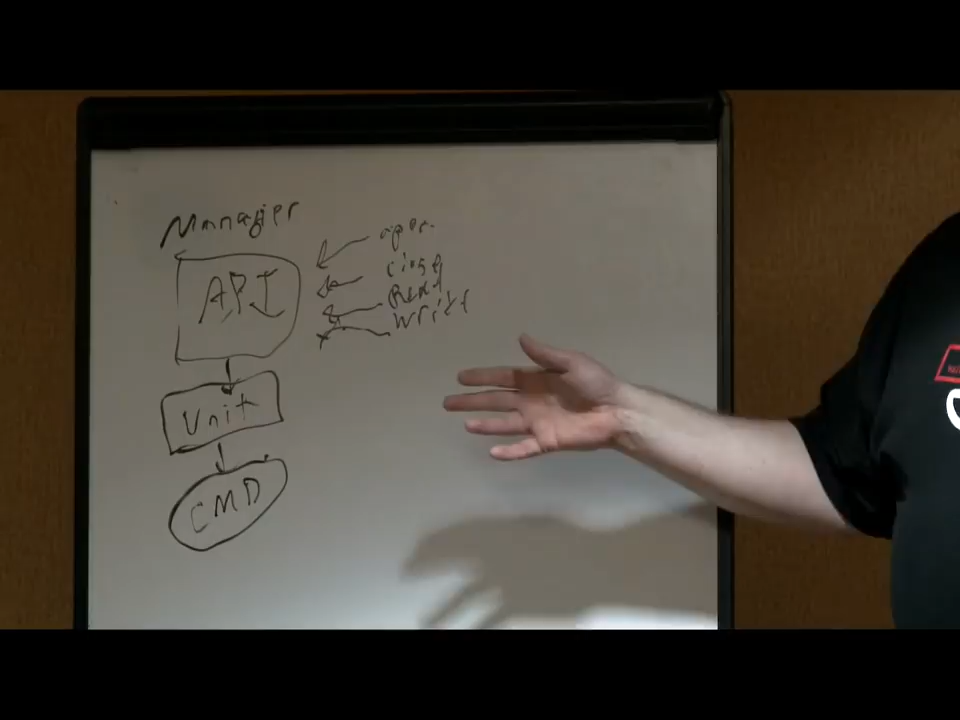 Manager
API
open
close
Read
Write
Unit
CMD